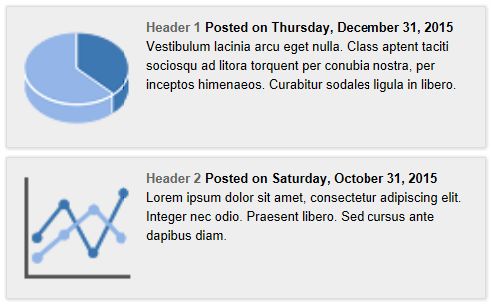 Header 1 Posted on Thursday, December 31, 2015
Vestibulum lacinia arcu eget nulla. Class aptent taciti
sociosqu ad litora torquent per conubia nostra, per
inceptos himenaeos. Curabitur sodales ligula in libero.
Header 2 Posted on Saturday, October 31, 2015
Lorem ipsum dolor sit amet, consectetur adipiscing elit.
Integer nec odio. Praesent libero. Sed cursus ante
dapibus diam.